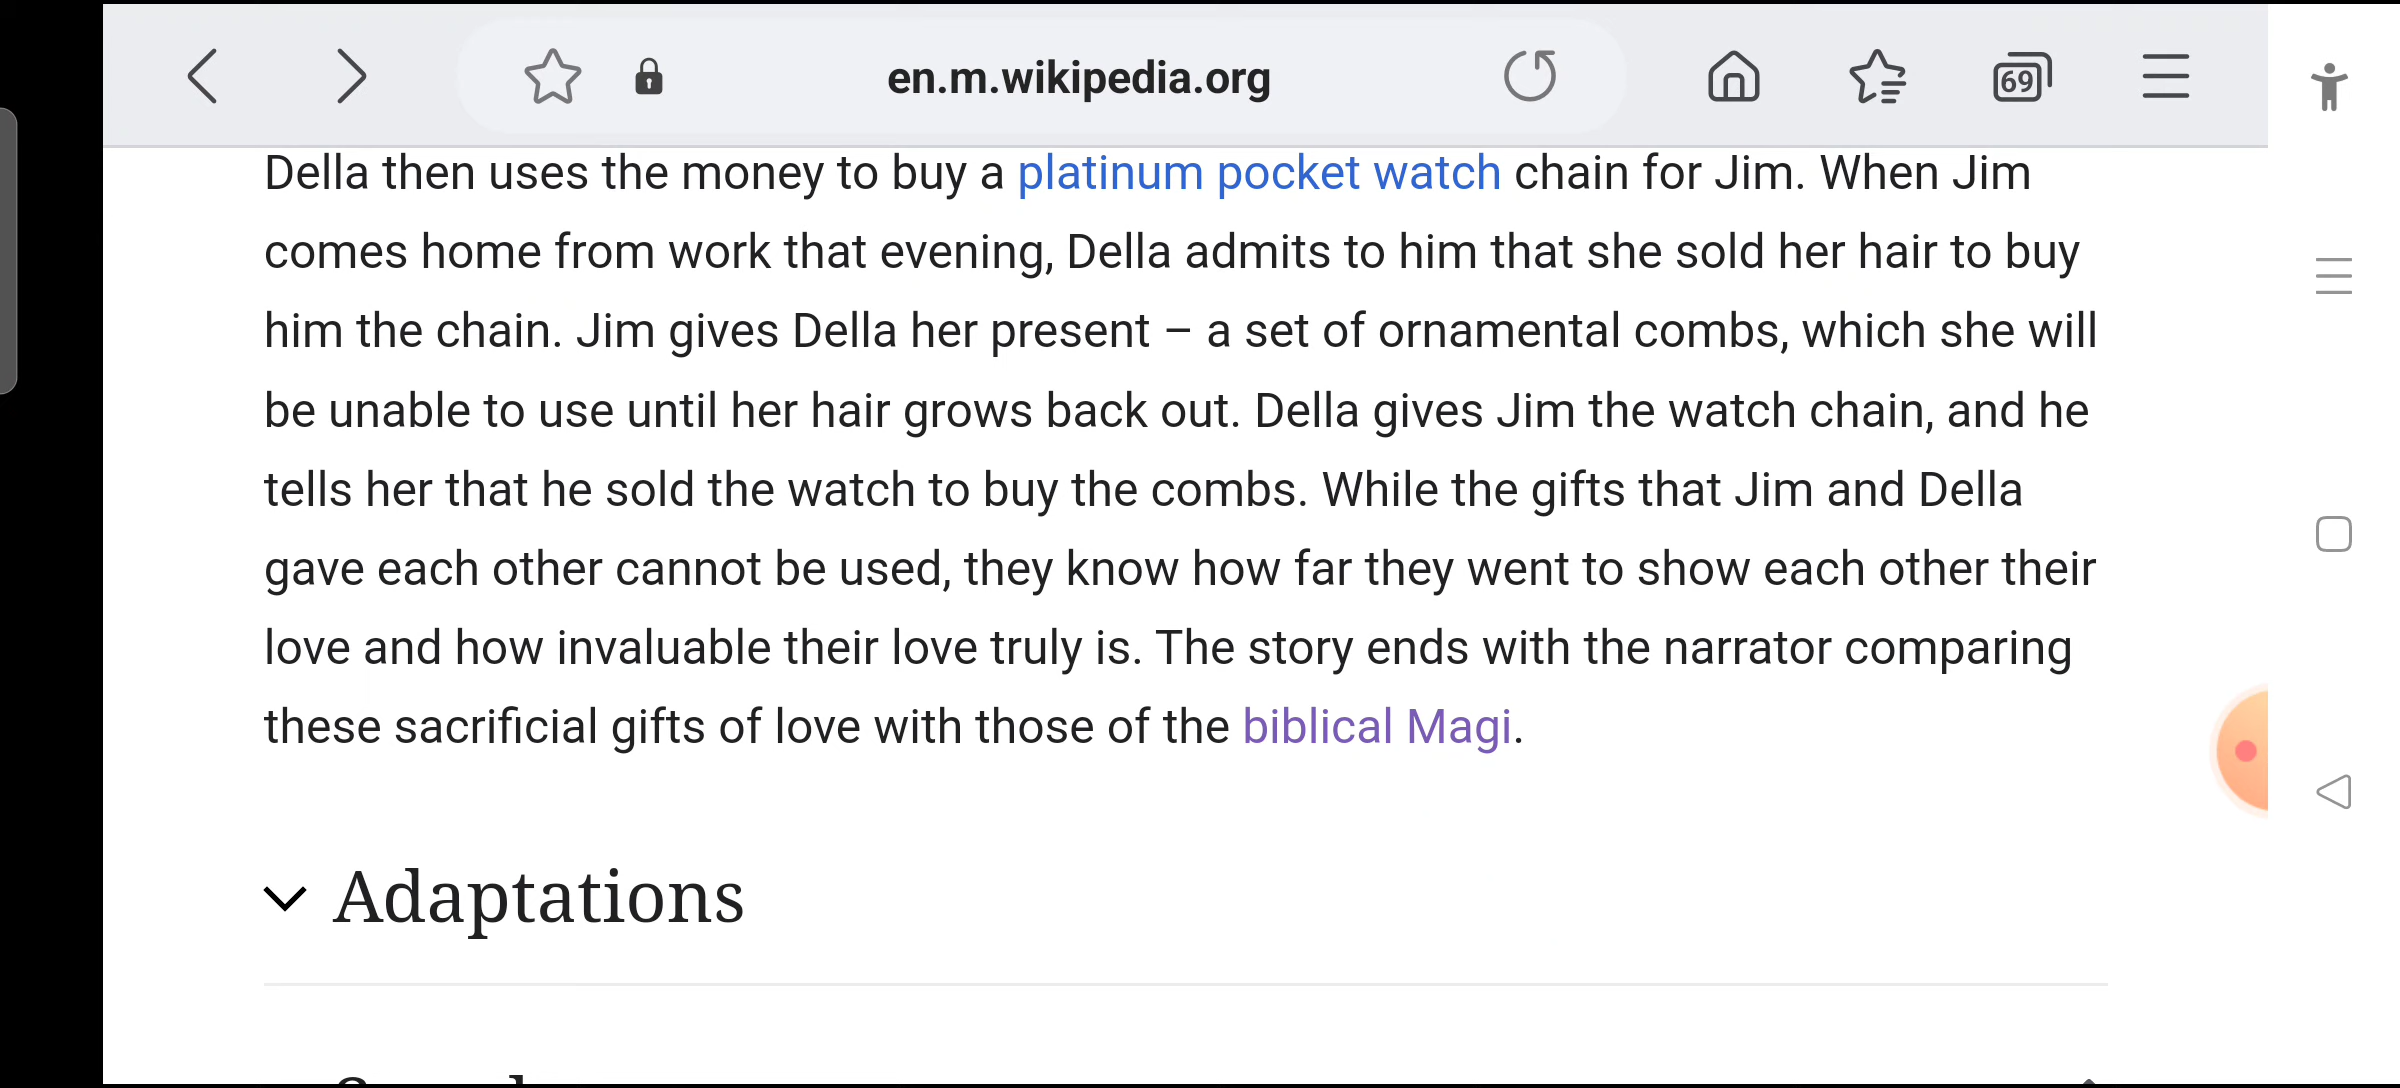 en.m.wikipedia.org
69
Della then uses the money to buy a platinum pocket watch chain for Jim. When Jim
comes home from work that evening, Della admits to him that she sold her hair to buy
him the chain. Jim gives Della her present – a set of ornamental combs, which she will
be unable to use until her hair grows back out. Della gives Jim the watch chain, and he
tells her that he sold the watch to buy the combs. While the gifts that Jim and Della
gave each other cannot be used, they know how far they went to show each other their
love and how invaluable their love truly is. The story ends with the narrator comparing
these sacrificial gifts of love with those of the biblical Magi.
Adaptations